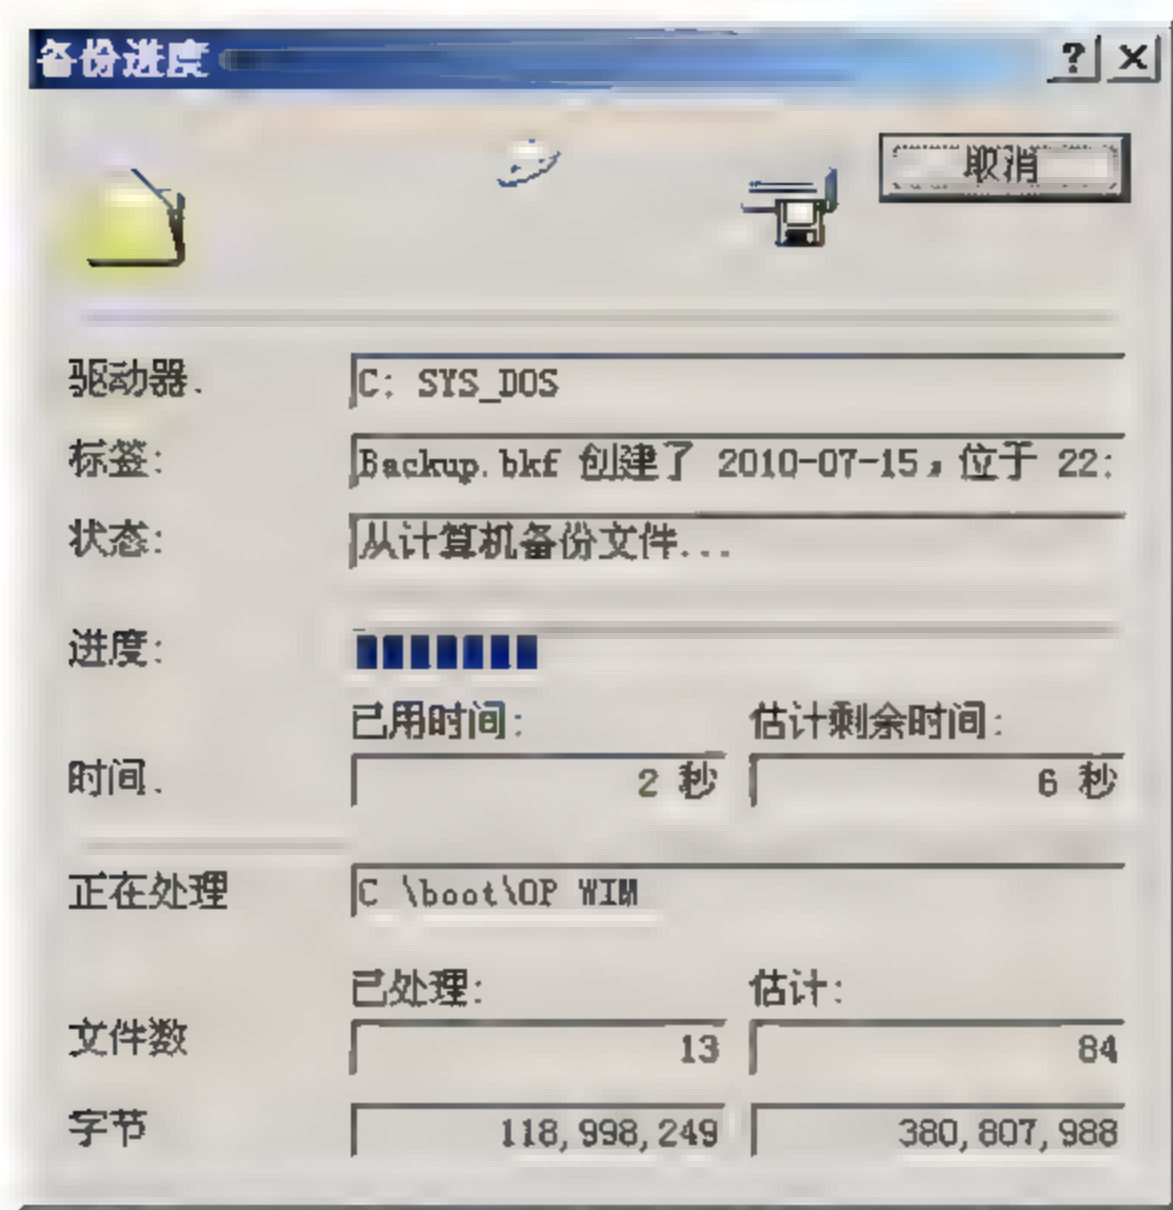 备份进度
? ×
取消
驱动器. C: SYS_DOS
标签: Backup.bkf 创建了 2010-07-15，位于 22:
状态: 从计算机备份文件...
进度:
已用时间: 估计剩余时间:
时间. 2 秒 6 秒
正在处理 C \boot\OP WIM
已处理: 估计:
文件数 13 84
字节 118,998,249 380,807,988